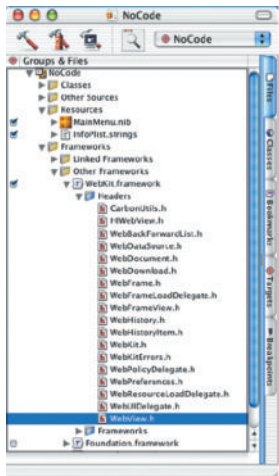 NoCode
NoCode
Groups & Files
NoCode
Classes
Other Sources
Resources
MainMenu.nib
InfoPlist.strings
Frameworks
Linked Frameworks
Other Frameworks
WebKit.framework
Headers
CarbonUtils.h
HIWebView.h
WebBackForwardList.h
WebDataSource.h
WebDocument.h
WebDownload.h
WebFrame.h
WebFrameLoadDelegate.h
WebFrameView.h
WebHistory.h
WebHistoryItem.h
WebKit.h
WebKitErrors.h
WebPolicyDelegate.h
WebPreferences.h
WebResourceLoadDelegate.h
WebUIDelegate.h
WebView.h
Frameworks
Foundation.framework
Files
Classes
Bookmarks
Targets
Breakpoints